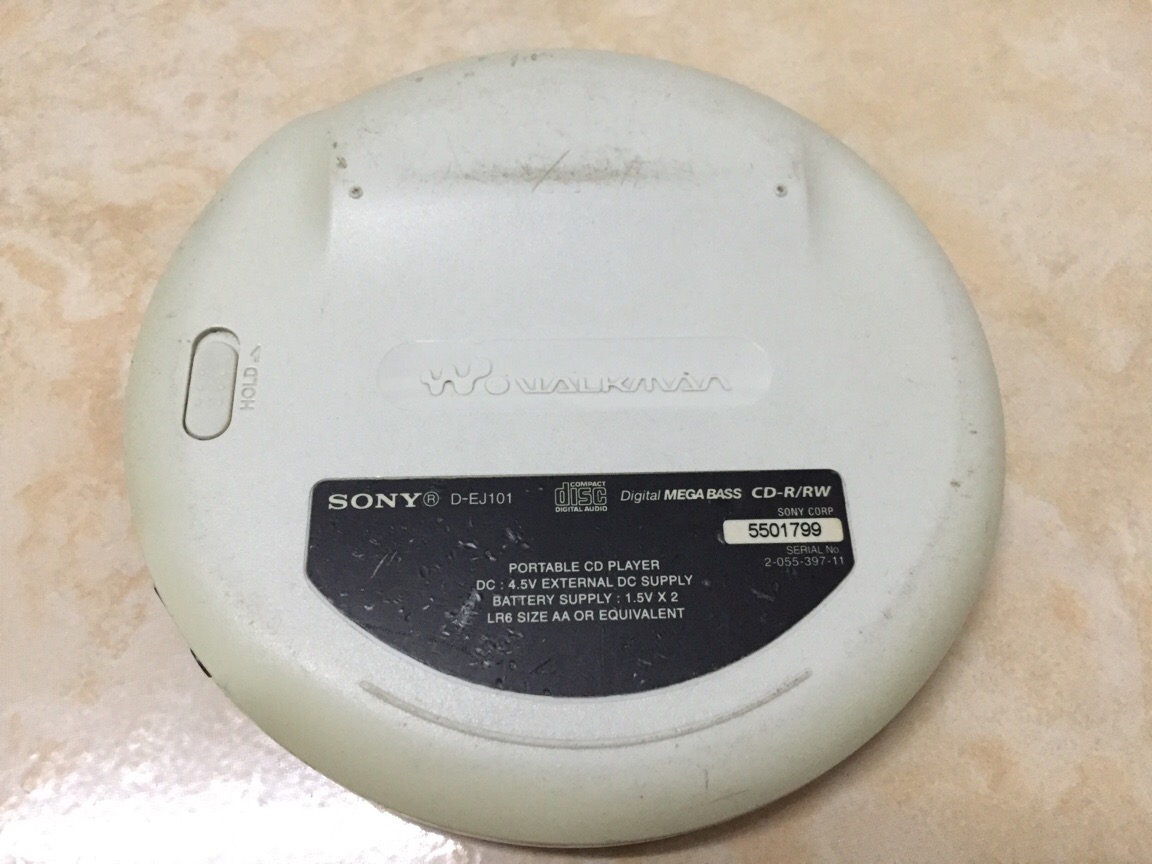 HOLD
WALKMAN
SONY® D-EJ101 COMPACT disc DIGITAL AUDIO Digital MEGA BASS CD-R/RW
SONY CORP
5501799
SERIAL No.
2-055-397-11
PORTABLE CD PLAYER
DC : 4.5V EXTERNAL DC SUPPLY
BATTERY SUPPLY : 1.5V X 2
LR6 SIZE AA OR EQUIVALENT